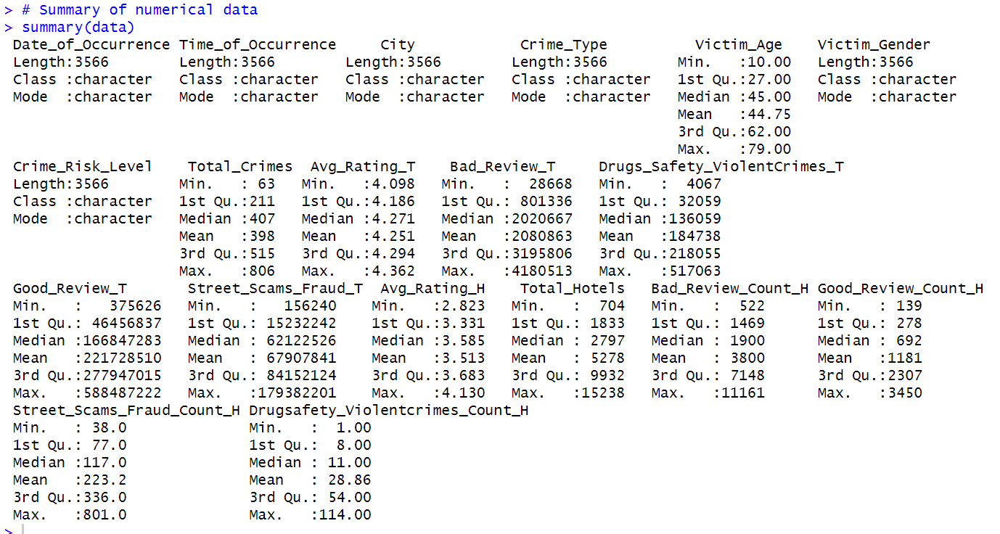 > # Summary of numerical data
> summary(data)
Date_of_Occurrence Time_of_Occurrence     City            Crime_Type          Victim_Age    Victim_Gender
Length:3566        Length:3566        Length:3566        Length:3566        Min.   :10.00   Length:3566
Class :character   Class :character   Class :character   Class :character   1st Qu.:27.00   Class :character
Mode  :character   Mode  :character   Mode  :character   Mode  :character   Median :45.00   Mode  :character
Mean   :44.75
3rd Qu.:62.00
Max.   :79.00
Crime_Risk_Level    Total_Crimes  Avg_Rating_T    Bad_Review_T     Drugs_Safety_ViolentCrimes_T
Length:3566        Min.   : 63   Min.   :4.098   Min.   :  28668   Min.   :  4067
Class :character   1st Qu.:211   1st Qu.:4.186   1st Qu.: 801336   1st Qu.: 32059
Mode  :character   Median :407   Median :4.271   Median :2020667   Median :136059
Mean   :398   Mean   :4.251   Mean   :2080863   Mean   :184738
3rd Qu.:515   3rd Qu.:4.294   3rd Qu.:3195806   3rd Qu.:218055
Max.   :806   Max.   :4.362   Max.   :4180513   Max.   :517063
Good_Review_T       Street_Scams_Fraud_T  Avg_Rating_H    Total_Hotels   Bad_Review_Count_H Good_Review_Count_H
Min.   :   375626   Min.   :   156240   Min.   :2.823   Min.   :  704   Min.   :  522   Min.   : 139
1st Qu.: 46456837   1st Qu.: 15232242   1st Qu.:3.331   1st Qu.: 1833   1st Qu.: 1469   1st Qu.: 278
Median :166847283   Median : 62122526   Median :3.585   Median : 2797   Median : 1900   Median : 692
Mean   :221728510   Mean   : 67907841   Mean   :3.513   Mean   : 5278   Mean   : 3800   Mean   :1181
3rd Qu.:277947015   3rd Qu.: 84152124   3rd Qu.:3.683   3rd Qu.: 9932   3rd Qu.: 7148   3rd Qu.:2307
Max.   :588487222   Max.   :179382201   Max.   :4.130   Max.   :15238   Max.   :11161   Max.   :3450
Street_Scams_Fraud_Count_H Drugsafety_Violentcrimes_Count_H
Min.   : 38.0              Min.   :  1.00
1st Qu.: 77.0              1st Qu.:  8.00
Median :117.0              Median : 11.00
Mean   :223.2              Mean   : 28.86
3rd Qu.:336.0              3rd Qu.: 54.00
Max.   :801.0              Max.   :114.00
>